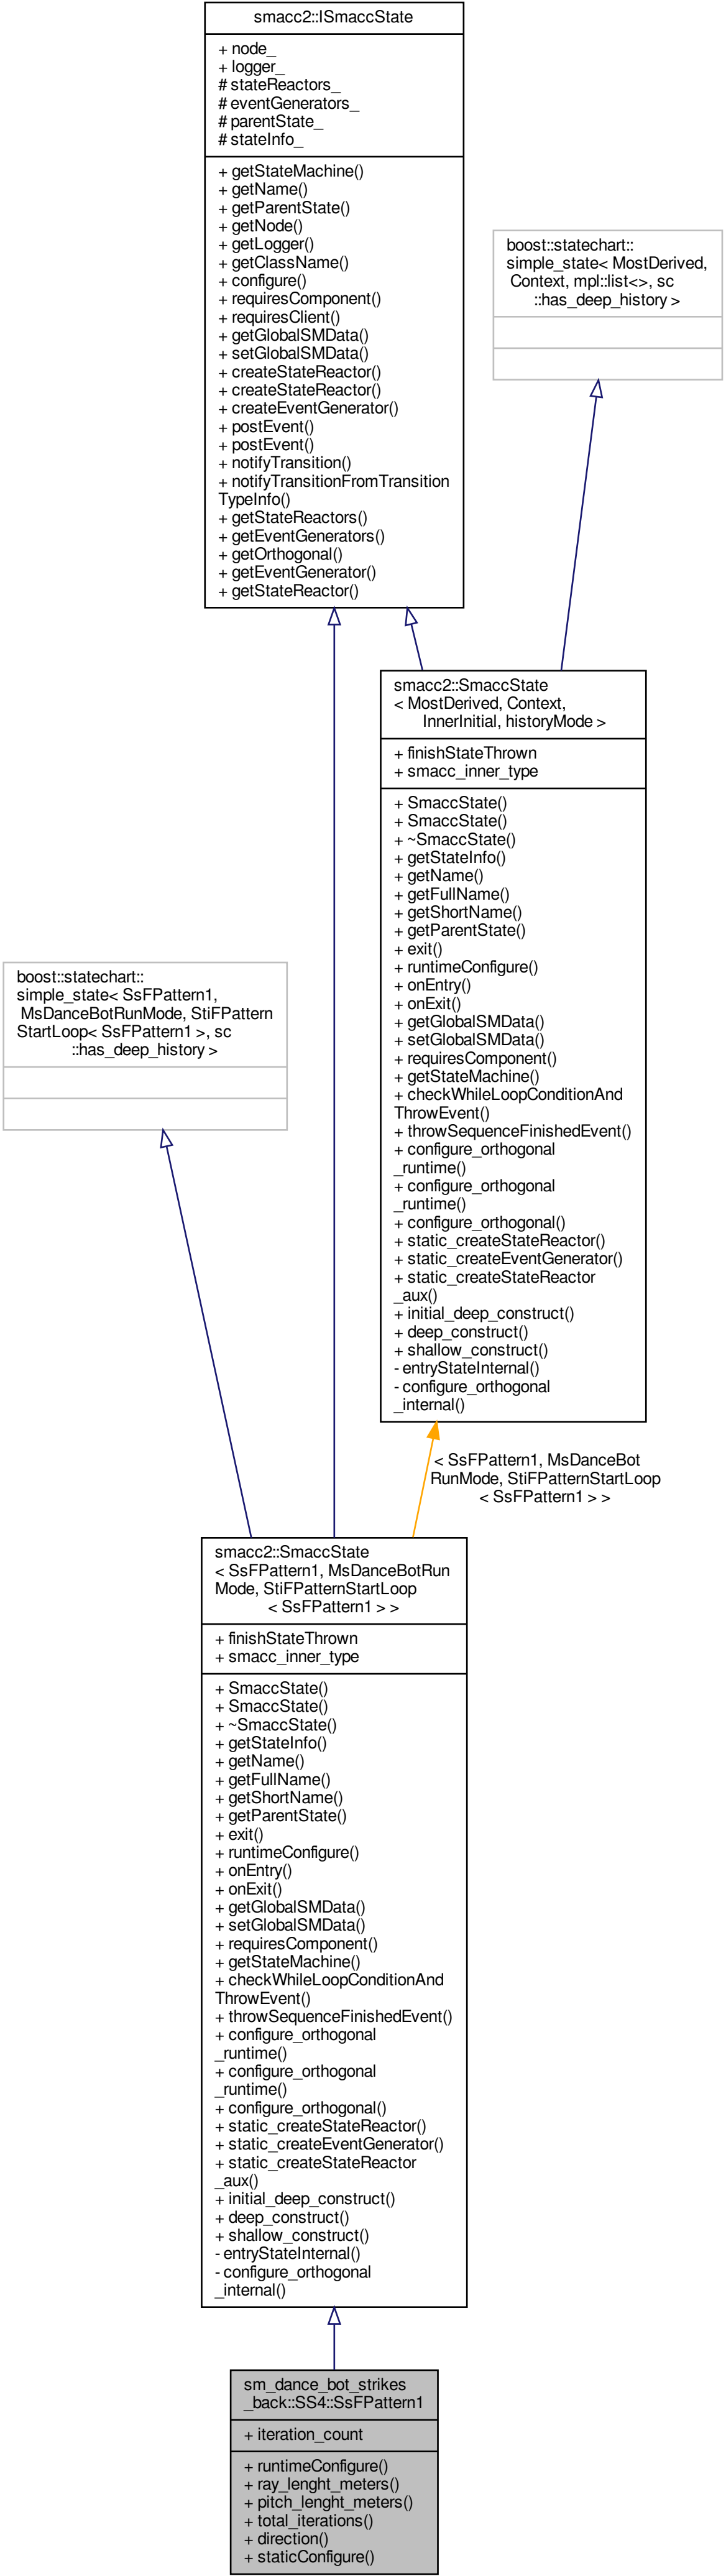 smacc2::ISmaccState
+ node_
+ logger_
# stateReactors_
# eventGenerators_
# parentState_
# stateInfo_
+ getStateMachine()
+ getName()
+ getParentState()
+ getNode()
+ getLogger()
+ getClassName()
+ configure()
+ requiresComponent()
+ requiresClient()
+ getGlobalSMData()
+ setGlobalSMData()
+ createStateReactor()
+ createStateReactor()
+ createEventGenerator()
+ postEvent()
+ postEvent()
+ notifyTransition()
+ notifyTransitionFromTransition
TypeInfo()
+ getStateReactors()
+ getEventGenerators()
+ getOrthogonal()
+ getEventGenerator()
+ getStateReactor()
boost::statechart::
simple_state< MostDerived,
Context, mpl::list<>, sc
::has_deep_history >
smacc2::SmaccState
< MostDerived, Context,
InnerInitial, historyMode >
+ finishStateThrown
+ smacc_inner_type
+ SmaccState()
+ SmaccState()
+ ~SmaccState()
+ getStateInfo()
+ getName()
+ getFullName()
+ getShortName()
+ getParentState()
+ exit()
+ runtimeConfigure()
+ onEntry()
+ onExit()
+ getGlobalSMData()
+ setGlobalSMData()
+ requiresComponent()
+ getStateMachine()
+ checkWhileLoopConditionAnd
ThrowEvent()
+ throwSequenceFinishedEvent()
+ configure_orthogonal
_runtime()
+ configure_orthogonal
_runtime()
+ configure_orthogonal()
+ static_createStateReactor()
+ static_createEventGenerator()
+ static_createStateReactor
_aux()
+ initial_deep_construct()
+ deep_construct()
+ shallow_construct()
- entryStateInternal()
- configure_orthogonal
_internal()
boost::statechart::
simple_state< SsFPattern1,
MsDanceBotRunMode, StiFPattern
StartLoop< SsFPattern1 >, sc
::has_deep_history >
< SsFPattern1, MsDanceBot
RunMode, StiFPatternStartLoop
< SsFPattern1 > >
smacc2::SmaccState
< SsFPattern1, MsDanceBotRun
Mode, StiFPatternStartLoop
< SsFPattern1 > >
+ finishStateThrown
+ smacc_inner_type
+ SmaccState()
+ SmaccState()
+ ~SmaccState()
+ getStateInfo()
+ getName()
+ getFullName()
+ getShortName()
+ getParentState()
+ exit()
+ runtimeConfigure()
+ onEntry()
+ onExit()
+ getGlobalSMData()
+ setGlobalSMData()
+ requiresComponent()
+ getStateMachine()
+ checkWhileLoopConditionAnd
ThrowEvent()
+ throwSequenceFinishedEvent()
+ configure_orthogonal
_runtime()
+ configure_orthogonal
_runtime()
+ configure_orthogonal()
+ static_createStateReactor()
+ static_createEventGenerator()
+ static_createStateReactor
_aux()
+ initial_deep_construct()
+ deep_construct()
+ shallow_construct()
- entryStateInternal()
- configure_orthogonal
_internal()
sm_dance_bot_strikes
_back::SS4::SsFPattern1
+ iteration_count
+ runtimeConfigure()
+ ray_lenght_meters()
+ pitch_lenght_meters()
+ total_iterations()
+ direction()
+ staticConfigure()